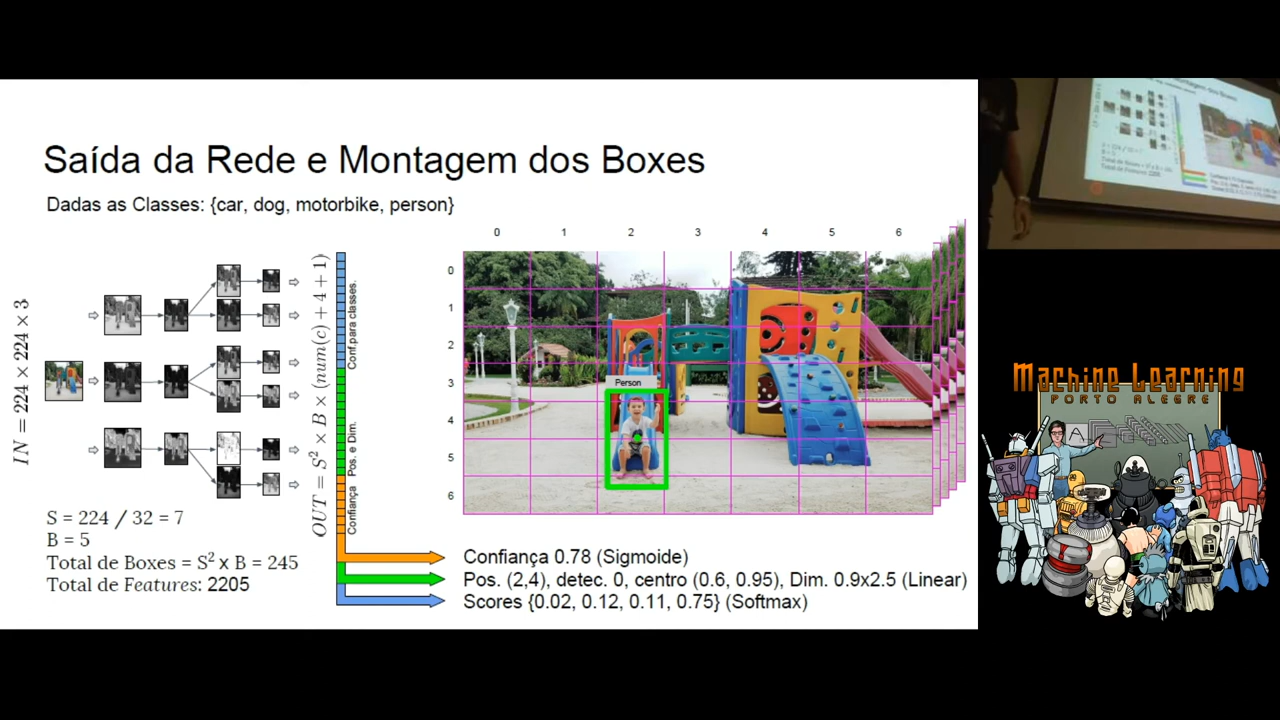 Saída da Rede e Montagem dos Boxes
Dadas as Classes: {car, dog, motorbike, person}
IN = 224 × 224 × 3
OUT = S² × B × (num(c) + 4 + 1)
Conf.para classes.
Pos. e Dim.
Confiança
0 1 2 3 4 5 6
0
1
2
3
4
5
6
Person
S = 224 / 32 = 7
B = 5
Total de Boxes = S² x B = 245
Total de Features: 2205
Confiança 0.78 (Sigmoide)
Pos. (2,4), detec. 0, centro (0.6, 0.95), Dim. 0.9x2.5 (Linear)
Scores {0.02, 0.12, 0.11, 0.75} (Softmax)
Machine Learning
PORTO ALEGRE